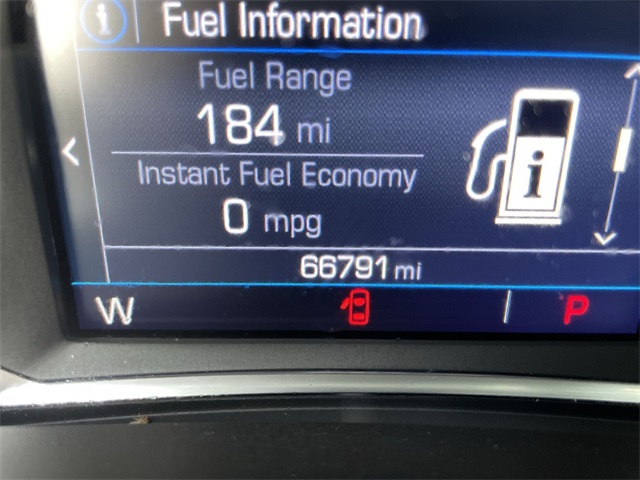 Fuel Information
Fuel Range
184 mi
Instant Fuel Economy
0 mpg
66791 mi
W P